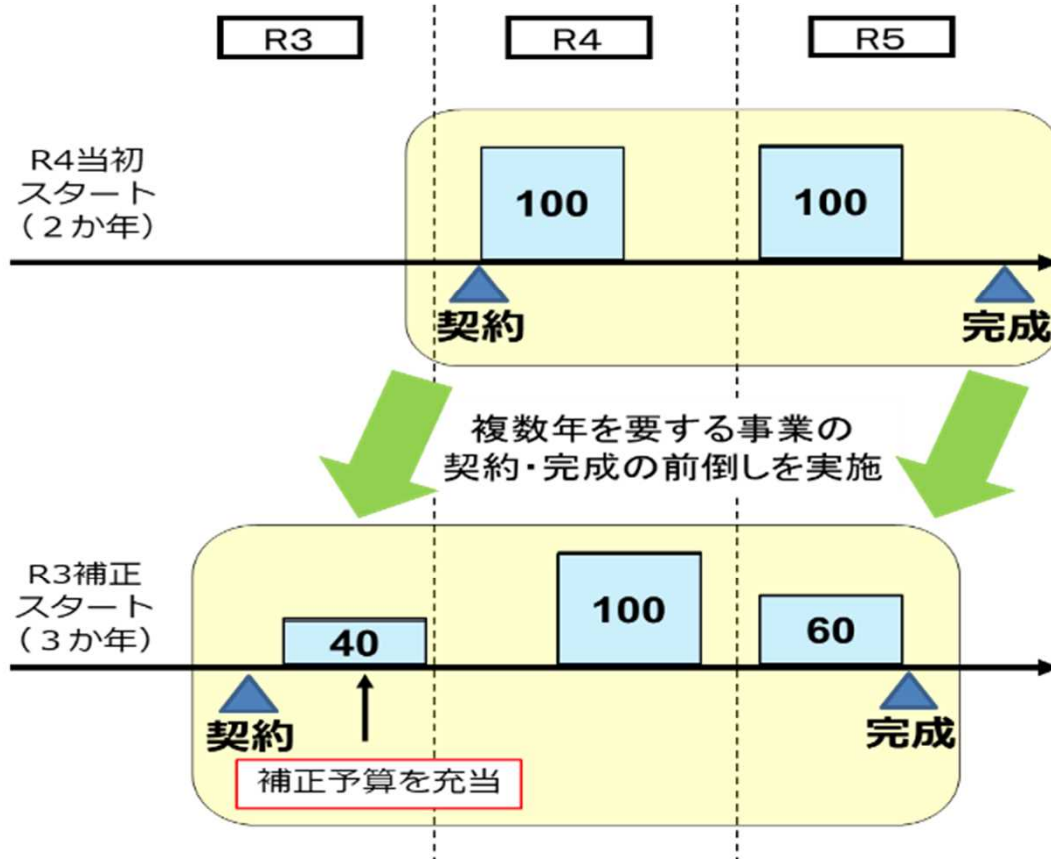 R3
R4
R5
R4当初
スタート
（２か年）
100
100
契約
完成
複数年を要する事業の
契約・完成の前倒しを実施
R3補正
スタート
（３か年）
40
100
60
契約
完成
補正予算を充当